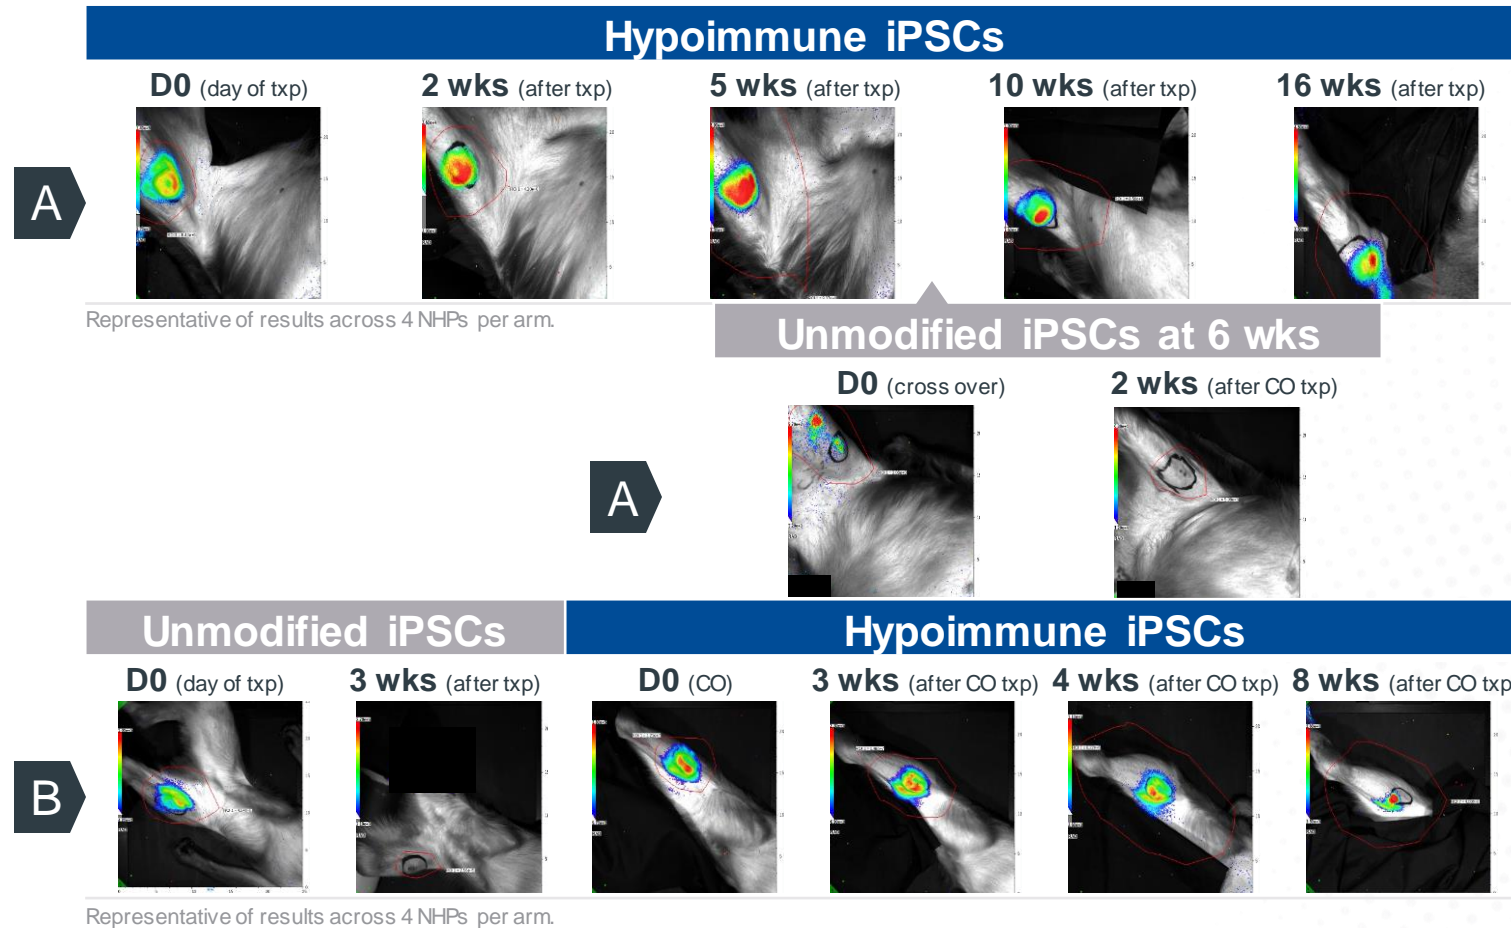 Hypoimmune iPSCs
D0 (day of txp) 2 wks (after txp) 5 wks (after txp) 10 wks (after txp) 16 wks (after txp)
A
Representative of results across 4 NHPs per arm.
Unmodified iPSCs at 6 wks
D0 (cross over) 2 wks (after CO txp)
A
Unmodified iPSCs Hypoimmune iPSCs
D0 (day of txp) 3 wks (after txp) D0 (CO) 3 wks (after CO txp) 4 wks (after CO txp) 8 wks (after CO txp
B
Representative of results across 4 NHPs per arm.